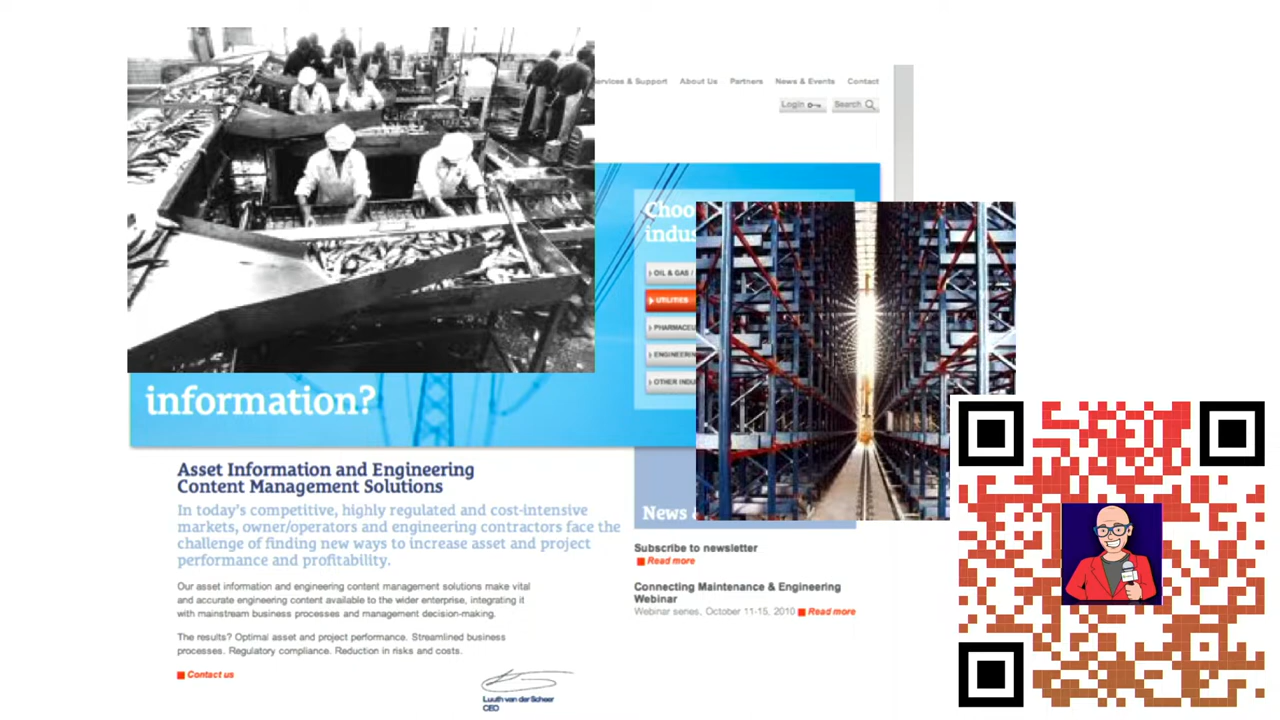 Services & Support About Us Partners News & Events Contact
Login Search
information?
OIL & GAS /
UTILITIES
Asset Information and Engineering
Content Management Solutions
In today's competitive, highly regulated and cost-intensive
markets, owner/operators and engineering contractors face the
challenge of finding new ways to increase asset and project
performance and profitability.
Our asset information and engineering content management solutions make vital
and accurate engineering content available to the wider enterprise, integrating it
with mainstream business processes and management decision-making.
The results? Optimal asset and project performance. Streamlined business
processes. Regulatory compliance. Reduction in risks and costs.
Contact us
Luuth van der Scheer
CEO
News &
Subscribe to newsletter
Read more
Connecting Maintenance & Engineering
Webinar
Webinar series, October 11-15, 2010 Read more